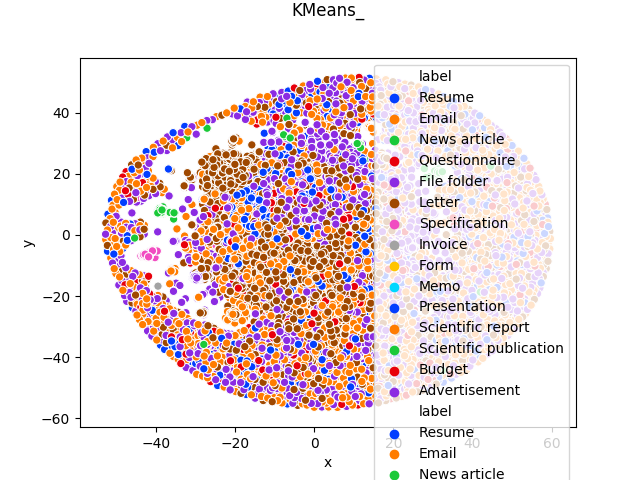 KMeans_
label
Resume
Email
News article
Questionnaire
File folder
Letter
Specification
Invoice
Form
Memo
Presentation
Scientific report
Scientific publication
Budget
Advertisement
label
Resume
Email
News article
40
20
0
−20
−40
−60
y
−40 −20 0 20 40 60
x